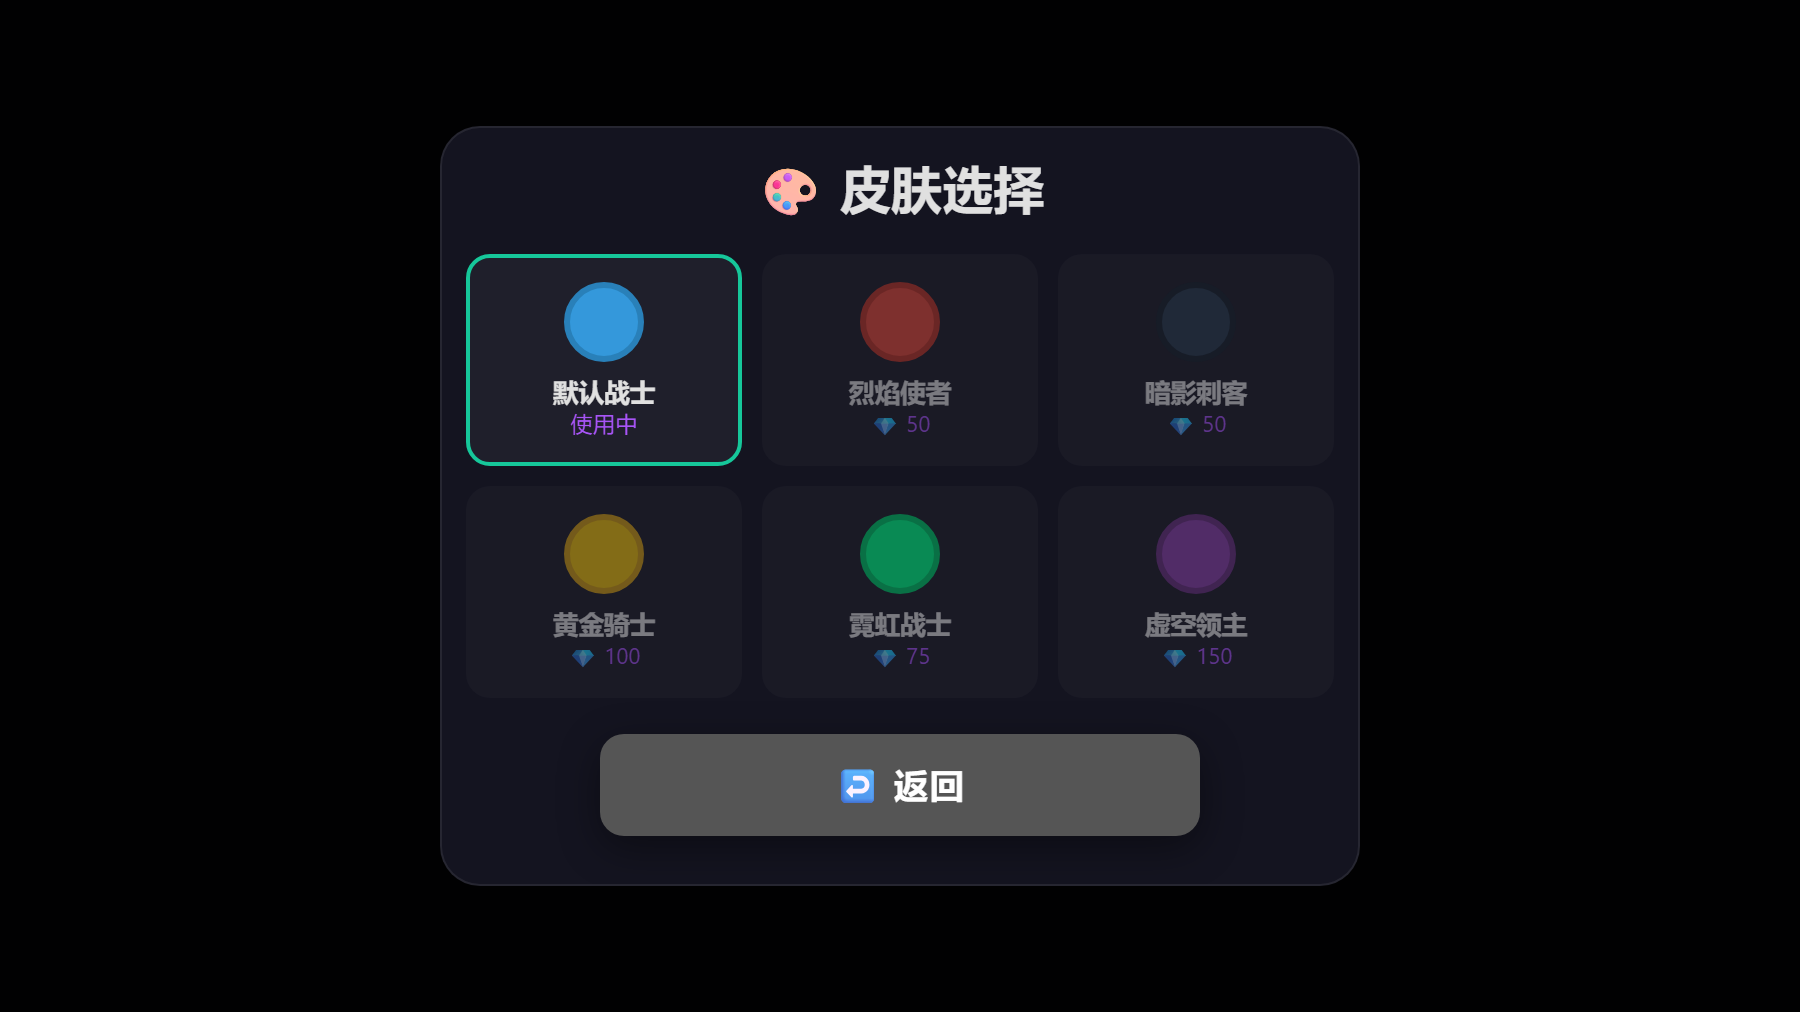 🎨 皮肤选择
默认战士
使用中
烈焰使者
💎 50
暗影刺客
💎 50
黄金骑士
💎 100
霓虹战士
💎 75
虚空领主
💎 150
↩️ 返回